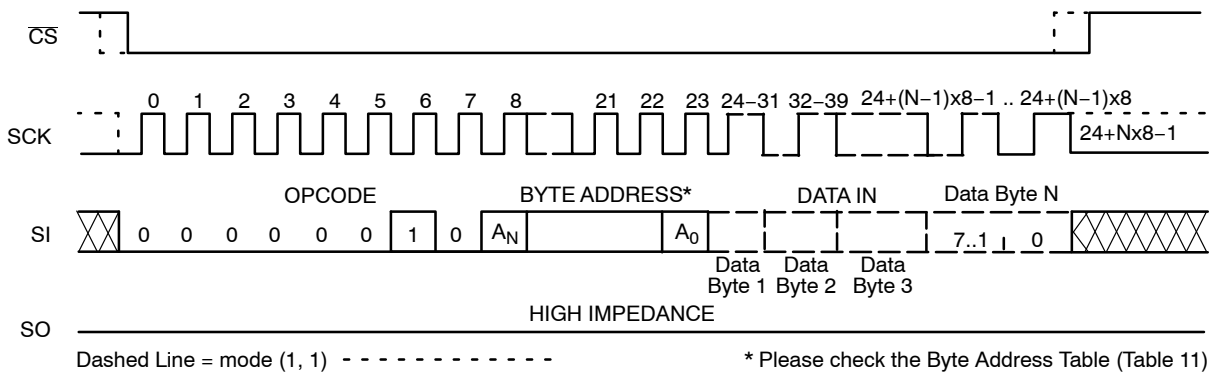 CS
0 1 2 3 4 5 6 7 8 21 22 23 24−31 32−39 24+(N−1)x8−1 .. 24+(N−1)x8
SCK
24+Nx8−1
OPCODE BYTE ADDRESS* DATA IN Data Byte N
SI 0 0 0 0 0 0 1 0 AN A0 7..1 0
Data Byte 1 Data Byte 2 Data Byte 3
HIGH IMPEDANCE
SO
Dashed Line = mode (1, 1) * Please check the Byte Address Table (Table 11)